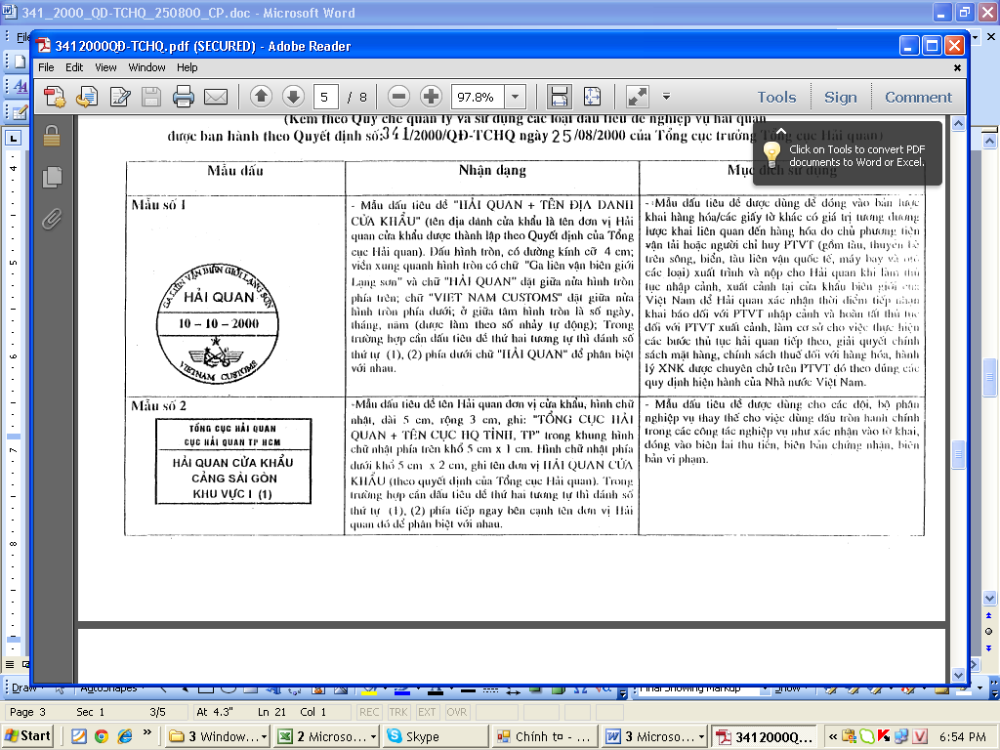 341_2000_QD-TCHQ_250800_CP.doc - Microsoft Word
3412000QĐ-TCHQ.pdf (SECURED) - Adobe Reader
File Edit View Window Help
5 / 8 97.8% Tools Sign Comment
(Kèm theo Quy chế quản lý và sử dụng các loại dấu tiêu đề nghiệp vụ hải quan
được ban hành (theo Quyết định số:341/2000/QĐ-TCHQ ngày 25/08/2000 của Tổng cục trưởng Tổng cục Hải quan)
Click on Tools to convert PDF
documents to Word or Excel.
Mẫu dấu Nhận dạng Mục đích sử dụng
Mẫu số 1
GA LIÊN VẬN BIÊN GIỚI LẠNG SƠN
HẢI QUAN
10 - 10 - 2000
VIETNAM CUSTOMS
- Mẫu dấu tiêu đề "HẢI QUAN + TÊN ĐỊA DANH
CỬA KHẨU" (tên địa dánh cửa khẩu là tên đơn vị Hải
quan cửa khẩu được thành lập theo Quyết định của Tổng
cục Hải quan). Dấu hình tròn, có đường kính cỡ 4 cm;
viền xung quanh hình tròn có chữ "Ga liên vận biên giới
Lạng sơn" và chữ "HẢI QUAN" đặt giữa nửa hình tròn
phía trên; chữ "VIET NAM CUSTOMS" đặt giữa nửa
hình tròn phía dưới; ở giữa tâm hình tròn là số ngày,
tháng, năm (được làm theo số nhảy tự động); Trong
trường hợp cần dấu tiêu đề thứ hai tương tự thì đánh số
thứ tự (1), (2) phía dưới chữ "HẢI QUAN" để phân biệt
với nhau.
- Mẫu dấu tiêu đề được dùng để đóng vào bản lược
khai hàng hóa/các giấy tờ khác có giá trị tương đương
lược khai liên quan đến hàng hóa do chủ phương tiện
vận tải hoặc người chỉ huy PTVT (gồm tàu, thuyền bè
trên sông, biển, tàu liên vận quốc tế, máy bay và ôtô
các loại) xuất trình và nộp cho Hải quan khi làm thủ
tục nhập cảnh, xuất cảnh tại cửa khẩu biên giới của
Việt Nam để Hải quan xác nhận thời điểm tiếp nhận
khai báo đối với PTVT nhập cảnh và hoàn tất thủ tục
đối với PTVT xuất cảnh, làm cơ sở cho việc thực hiện
các bước thủ tục hải quan tiếp theo, giải quyết chính
sách mặt hàng, chính sách thuế đối với hàng hóa, hành
lý XNK được chuyên chở trên PTVT đó theo đúng các
quy định hiện hành của Nhà nước Việt Nam.
Mẫu số 2
TỔNG CỤC HẢI QUAN
CỤC HẢI QUAN TP HCM
HẢI QUAN CỬA KHẨU
CẢNG SÀI GÒN
KHU VỰC I (1)
-Mẫu dấu tiêu đề tên Hải quan đơn vị cửa khẩu, hình chữ
nhật, dài 5 cm, rộng 3 cm, ghi: "TỔNG CỤC HẢI
QUAN + TÊN CỤC HQ TỈNH, TP" trong khung hình
chữ nhật phía trên khổ 5 cm x 1 cm. Hình chữ nhật phía
dưới khổ 5 cm x 2 cm, ghi tên đơn vị HẢI QUAN CỬA
KHẨU (theo quyết định của Tổng cục Hải quan). Trong
trường hợp cần dấu tiêu đề thứ hai tương tự thì đánh số
thứ tự (1), (2) phía tiếp ngay bên cạnh tên đơn vị Hải
quan đó để phân biệt với nhau.
- Mẫu dấu tiêu đề được dùng cho các đội, bộ phận
nghiệp vụ thay thế cho việc dùng dấu tròn hành chính
trong các công tác nghiệp vụ như xác nhận vào tờ khai,
đóng vào biên lai thu tiền, biên bản chứng nhận, biên
bản vi phạm.
Draw AutoShapes Final Showing Markup Show
Page 3 Sec 1 3/5 At 4.3" Ln 21 Col 1 REC TRK EXT OVR
Start 3 Window... 2 Microso... Skype Chính tả - ... 3 Microso... 3412000Q... 6:54 PM